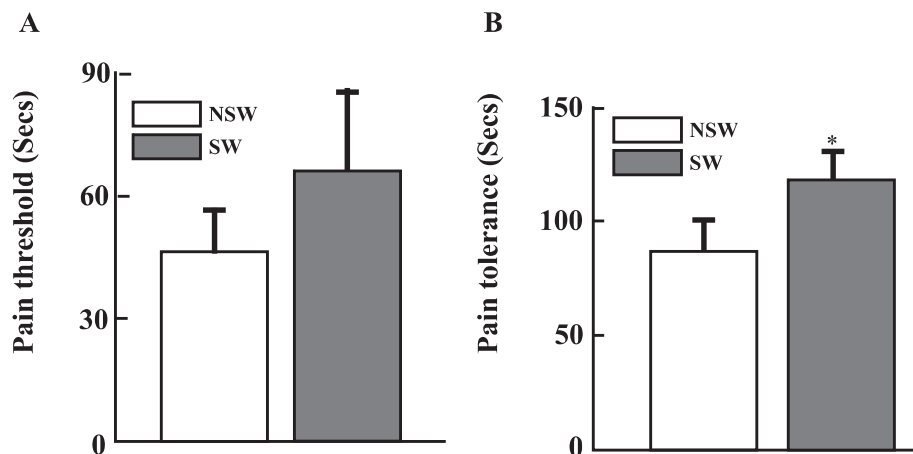 A
Pain threshold (Secs)
90
60
30
0
NSW
SW
B
Pain tolerance (Secs)
150
100
50
0
NSW
SW
*